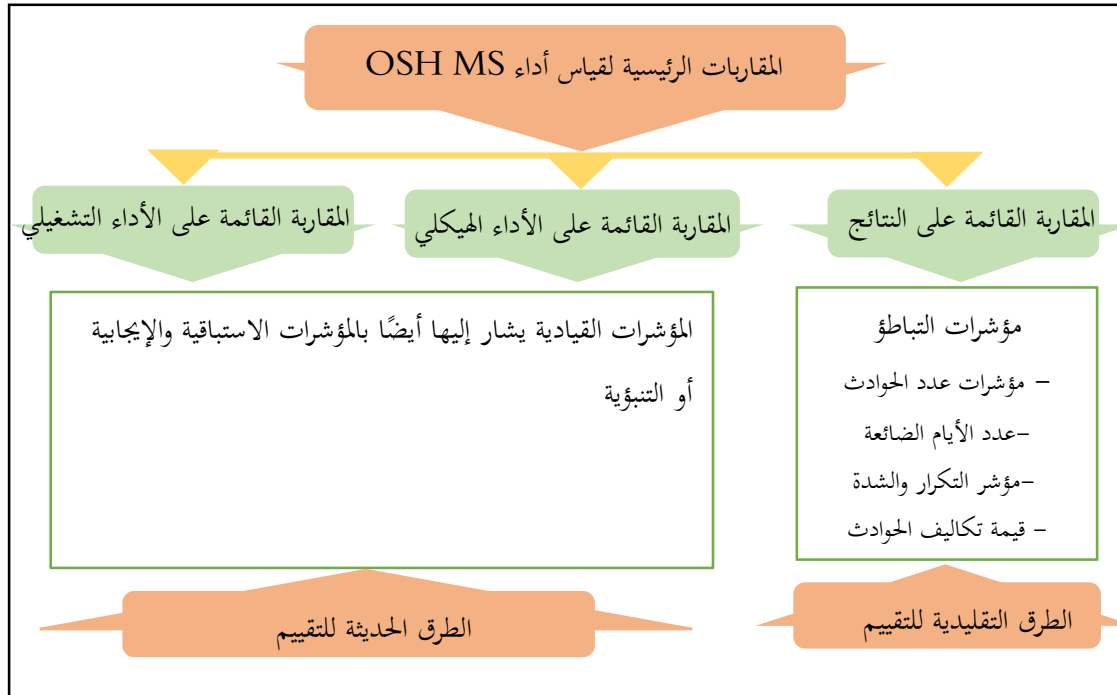 المقاربات الرئيسية لقياس أداء OSH MS
المقاربة القائمة على النتائج
المقاربة القائمة على الأداء الهيكلي
المقاربة القائمة على الأداء التشغيلي
مؤشرات التباطؤ
– مؤشرات عدد الحوادث
–عدد الأيام الضائعة
–مؤشر التكرار والشدة
– قيمة تكاليف الحوادث
المؤشرات القيادية يشار إليها أيضًا بالمؤشرات الاستباقية والإيجابية
أو التنبؤية
الطرق التقليدية للتقييم
الطرق الحديثة للتقييم